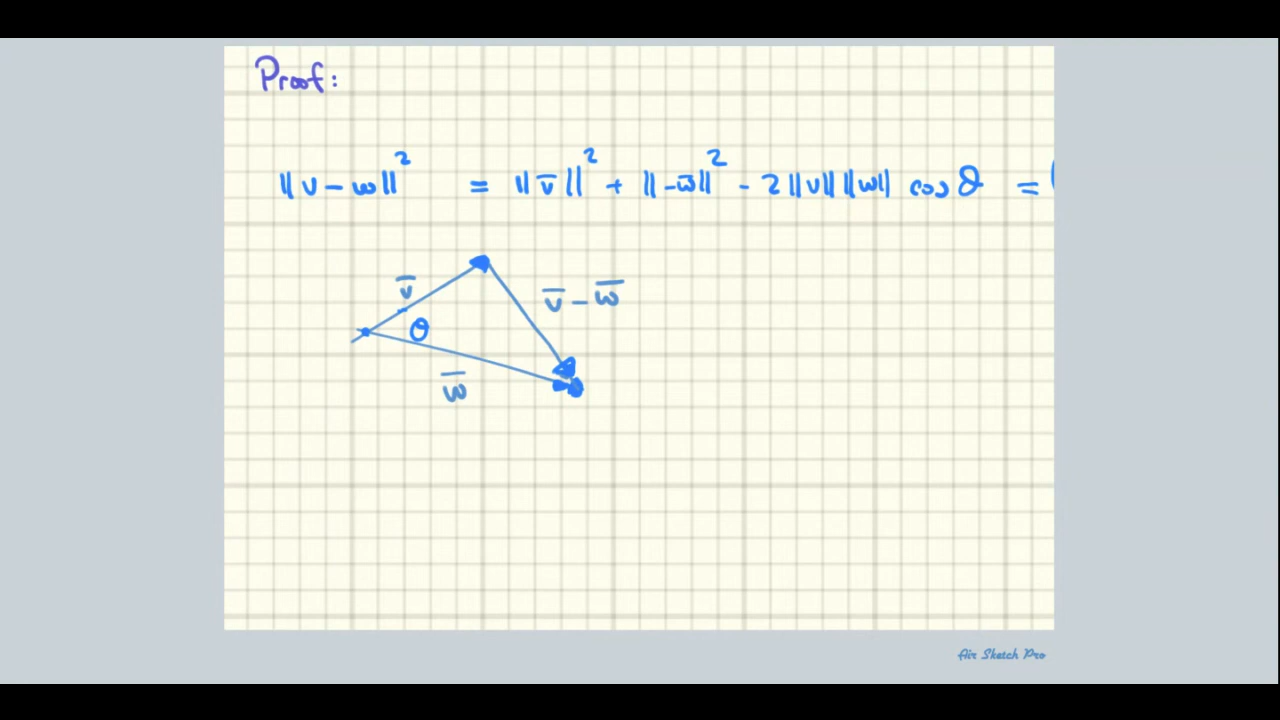 Proof:
||v - w||² = ||v̅||² + ||-w̅||² - 2||v|| ||w|| cos θ =
v̅
v̅ - w̅
θ
w̅
Air Sketch Pro